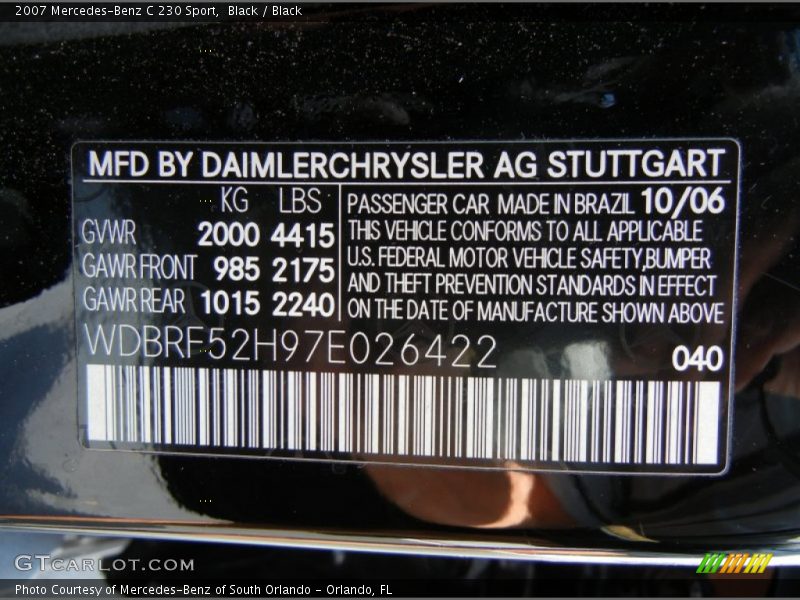 2007 Mercedes-Benz C 230 Sport, Black / Black
MFD BY DAIMLERCHRYSLER AG STUTTGART
KG LBS
GVWR 2000 4415
GAWR FRONT 985 2175
GAWR REAR 1015 2240
PASSENGER CAR MADE IN BRAZIL 10/06
THIS VEHICLE CONFORMS TO ALL APPLICABLE
U.S. FEDERAL MOTOR VEHICLE SAFETY,BUMPER
AND THEFT PREVENTION STANDARDS IN EFFECT
ON THE DATE OF MANUFACTURE SHOWN ABOVE
WDBRF52H97E026422
040
GTCARLOT.COM
Photo Courtesy of Mercedes-Benz of South Orlando - Orlando, FL